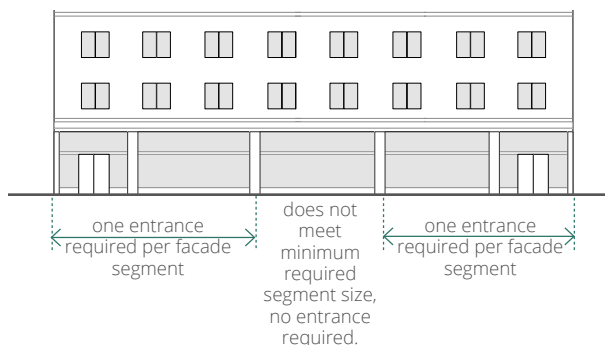 one entrance
required per facade
segment
does not
meet
minimum
required
segment size,
no entrance
required.
one entrance
required per facade
segment